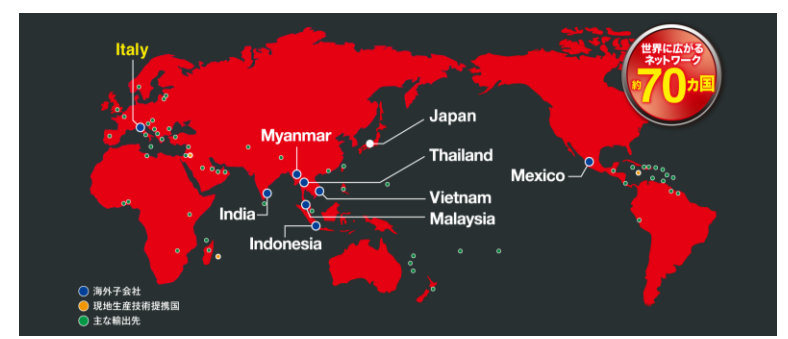 Italy
世界に広がる
ネットワーク
約70カ国
Japan
Myanmar
Thailand
Mexico
Vietnam
India
Malaysia
Indonesia
海外子会社
現地生産技術提携国
主な輸出先